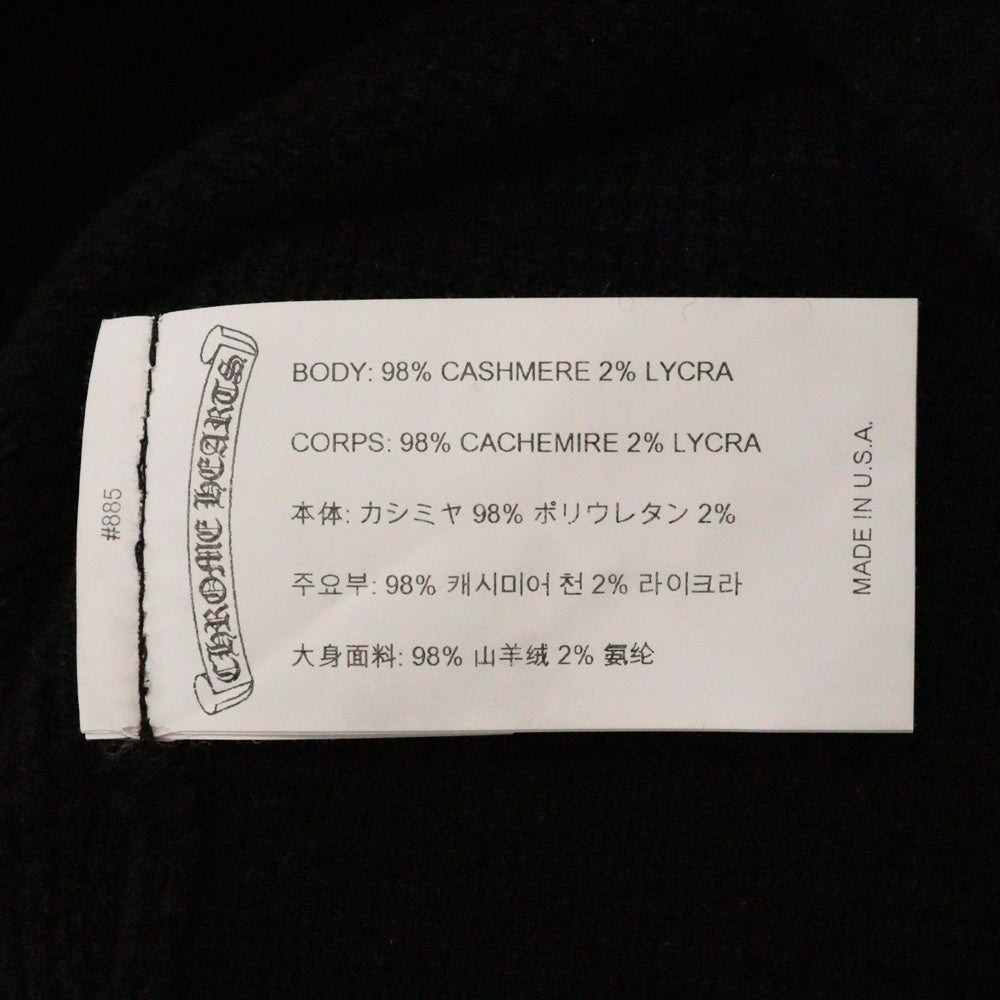 #885
CHROME HEARTS
BODY: 98% CASHMERE 2% LYCRA
CORPS: 98% CACHEMIRE 2% LYCRA
本体: カシミヤ 98% ポリウレタン 2%
주요부: 98% 캐시미어 천 2% 라이크라
大身面料: 98% 山羊绒 2% 氨纶
MADE IN U.S.A.